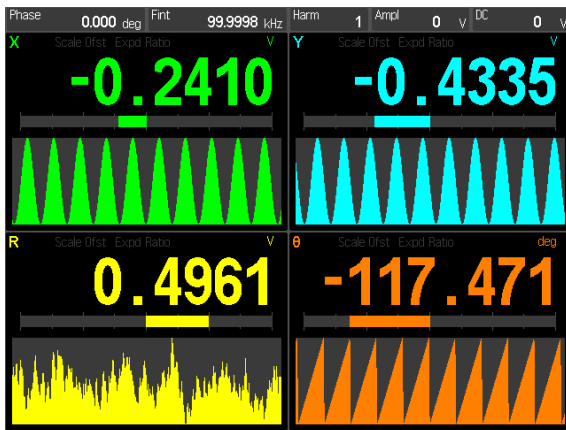 Phase 0.000 deg Fint 99.9998 kHz Harm 1 Ampl 0 V DC 0 V
X Scale Ofst Expd Ratio V
-0.2410
Y Scale Ofst Expd Ratio V
-0.4335
R Scale Ofst Expd Ratio V
0.4961
θ Scale Ofst Expd Ratio deg
-117.471